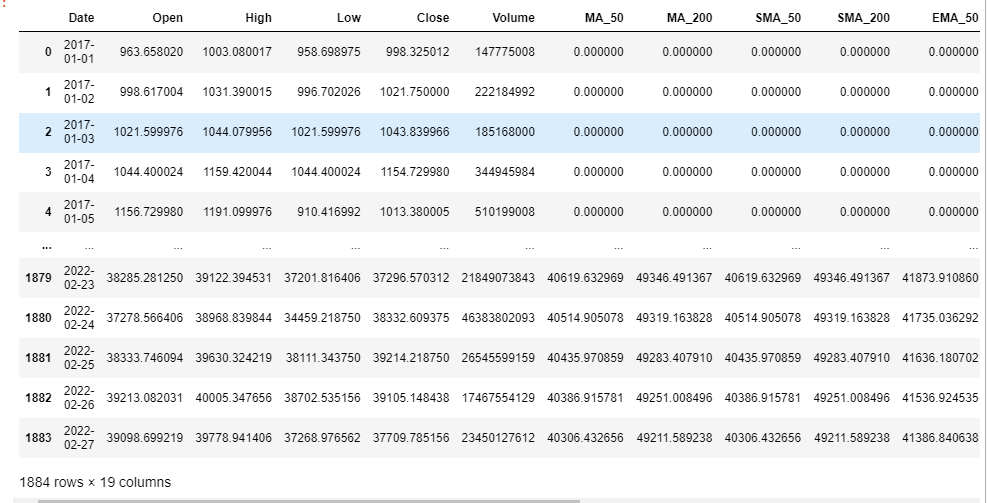 Date Open High Low Close Volume MA_50 MA_200 SMA_50 SMA_200 EMA_50
0 2017-01-01 963.658020 1003.080017 958.698975 998.325012 147775008 0.000000 0.000000 0.000000 0.000000 0.000000
1 2017-01-02 998.617004 1031.390015 996.702026 1021.750000 222184992 0.000000 0.000000 0.000000 0.000000 0.000000
2 2017-01-03 1021.599976 1044.079956 1021.599976 1043.839966 185168000 0.000000 0.000000 0.000000 0.000000 0.000000
3 2017-01-04 1044.400024 1159.420044 1044.400024 1154.729980 344945984 0.000000 0.000000 0.000000 0.000000 0.000000
4 2017-01-05 1156.729980 1191.099976 910.416992 1013.380005 510199008 0.000000 0.000000 0.000000 0.000000 0.000000
... ... ... ... ... ... ... ... ... ... ... ...
1879 2022-02-23 38285.281250 39122.394531 37201.816406 37296.570312 21849073843 40619.632969 49346.491367 40619.632969 49346.491367 41873.910860
1880 2022-02-24 37278.566406 38968.839844 34459.218750 38332.609375 46383802093 40514.905078 49319.163828 40514.905078 49319.163828 41735.036292
1881 2022-02-25 38333.746094 39630.324219 38111.343750 39214.218750 26545599159 40435.970859 49283.407910 40435.970859 49283.407910 41636.180702
1882 2022-02-26 39213.082031 40005.347656 38702.535156 39105.148438 17467554129 40386.915781 49251.008496 40386.915781 49251.008496 41536.924535
1883 2022-02-27 39098.699219 39778.941406 37268.976562 37709.785156 23450127612 40306.432656 49211.589238 40306.432656 49211.589238 41386.840638
1884 rows × 19 columns